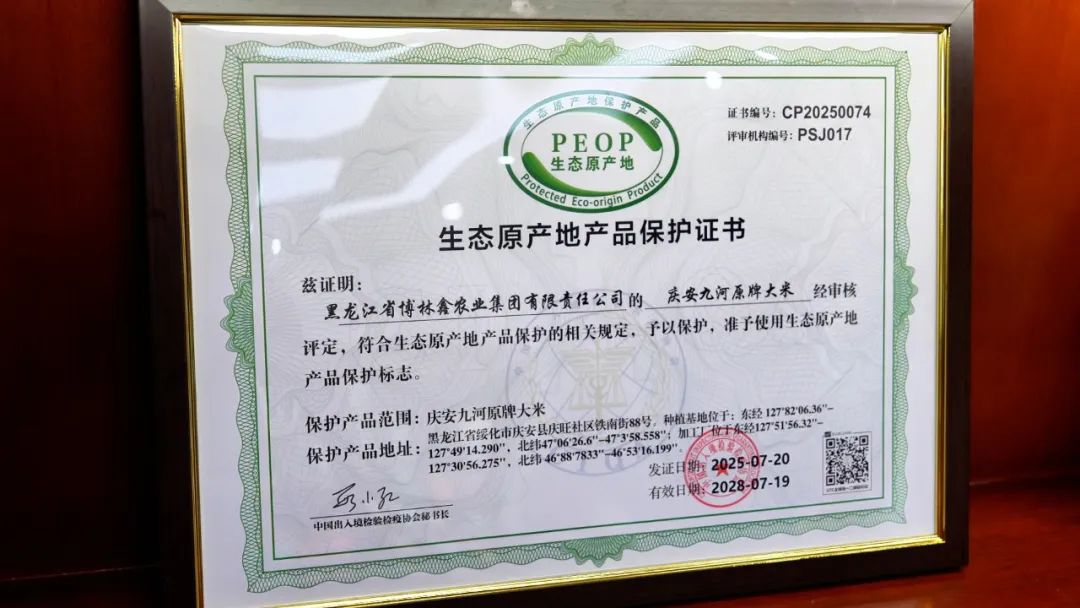 证书编号：CP20250074
评审机构编号：PSJ017
生态原产地保护产品
PEOP
生态原产地
Protected Eco-origin Product
生态原产地产品保护证书
兹证明：
黑龙江省博林鑫农业集团有限责任公司的 庆安九河原牌大米 经审核
评定，符合生态原产地产品保护的相关规定，予以保护，准予使用生态原产地
产品保护标志。
保护产品范围：庆安九河原牌大米
保护产品地址：黑龙江省绥化市庆安县庆旺社区铁南街88号。种植基地位于：东经 127°82'06.36"-
127°49'14.290"，北纬47°06'26.6"-47°3'58.558"；加工厂位于东经127°51'56.32"-
127°30'56.275"，北纬 46°88'7833"-46°53'16.199"。
发证日期：2025-07-20
有效日期：2028-07-19
中国出入境检验检疫协会秘书长